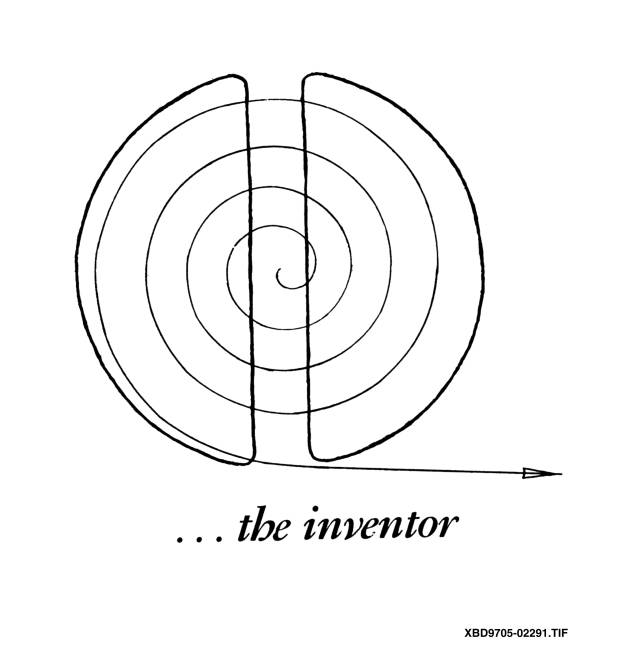 ... the inventor
XBD9705-02291.TIF